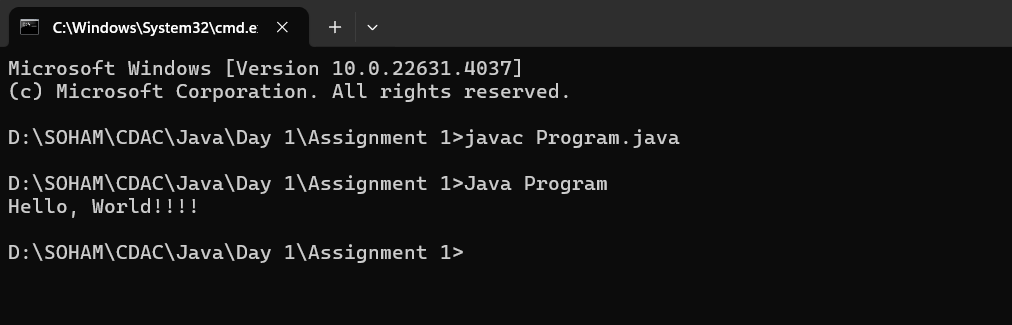 C:\Windows\System32\cmd.e
Microsoft Windows [Version 10.0.22631.4037]
(c) Microsoft Corporation. All rights reserved.
D:\SOHAM\CDAC\Java\Day 1\Assignment 1>javac Program.java
D:\SOHAM\CDAC\Java\Day 1\Assignment 1>Java Program
Hello, World!!!!
D:\SOHAM\CDAC\Java\Day 1\Assignment 1>